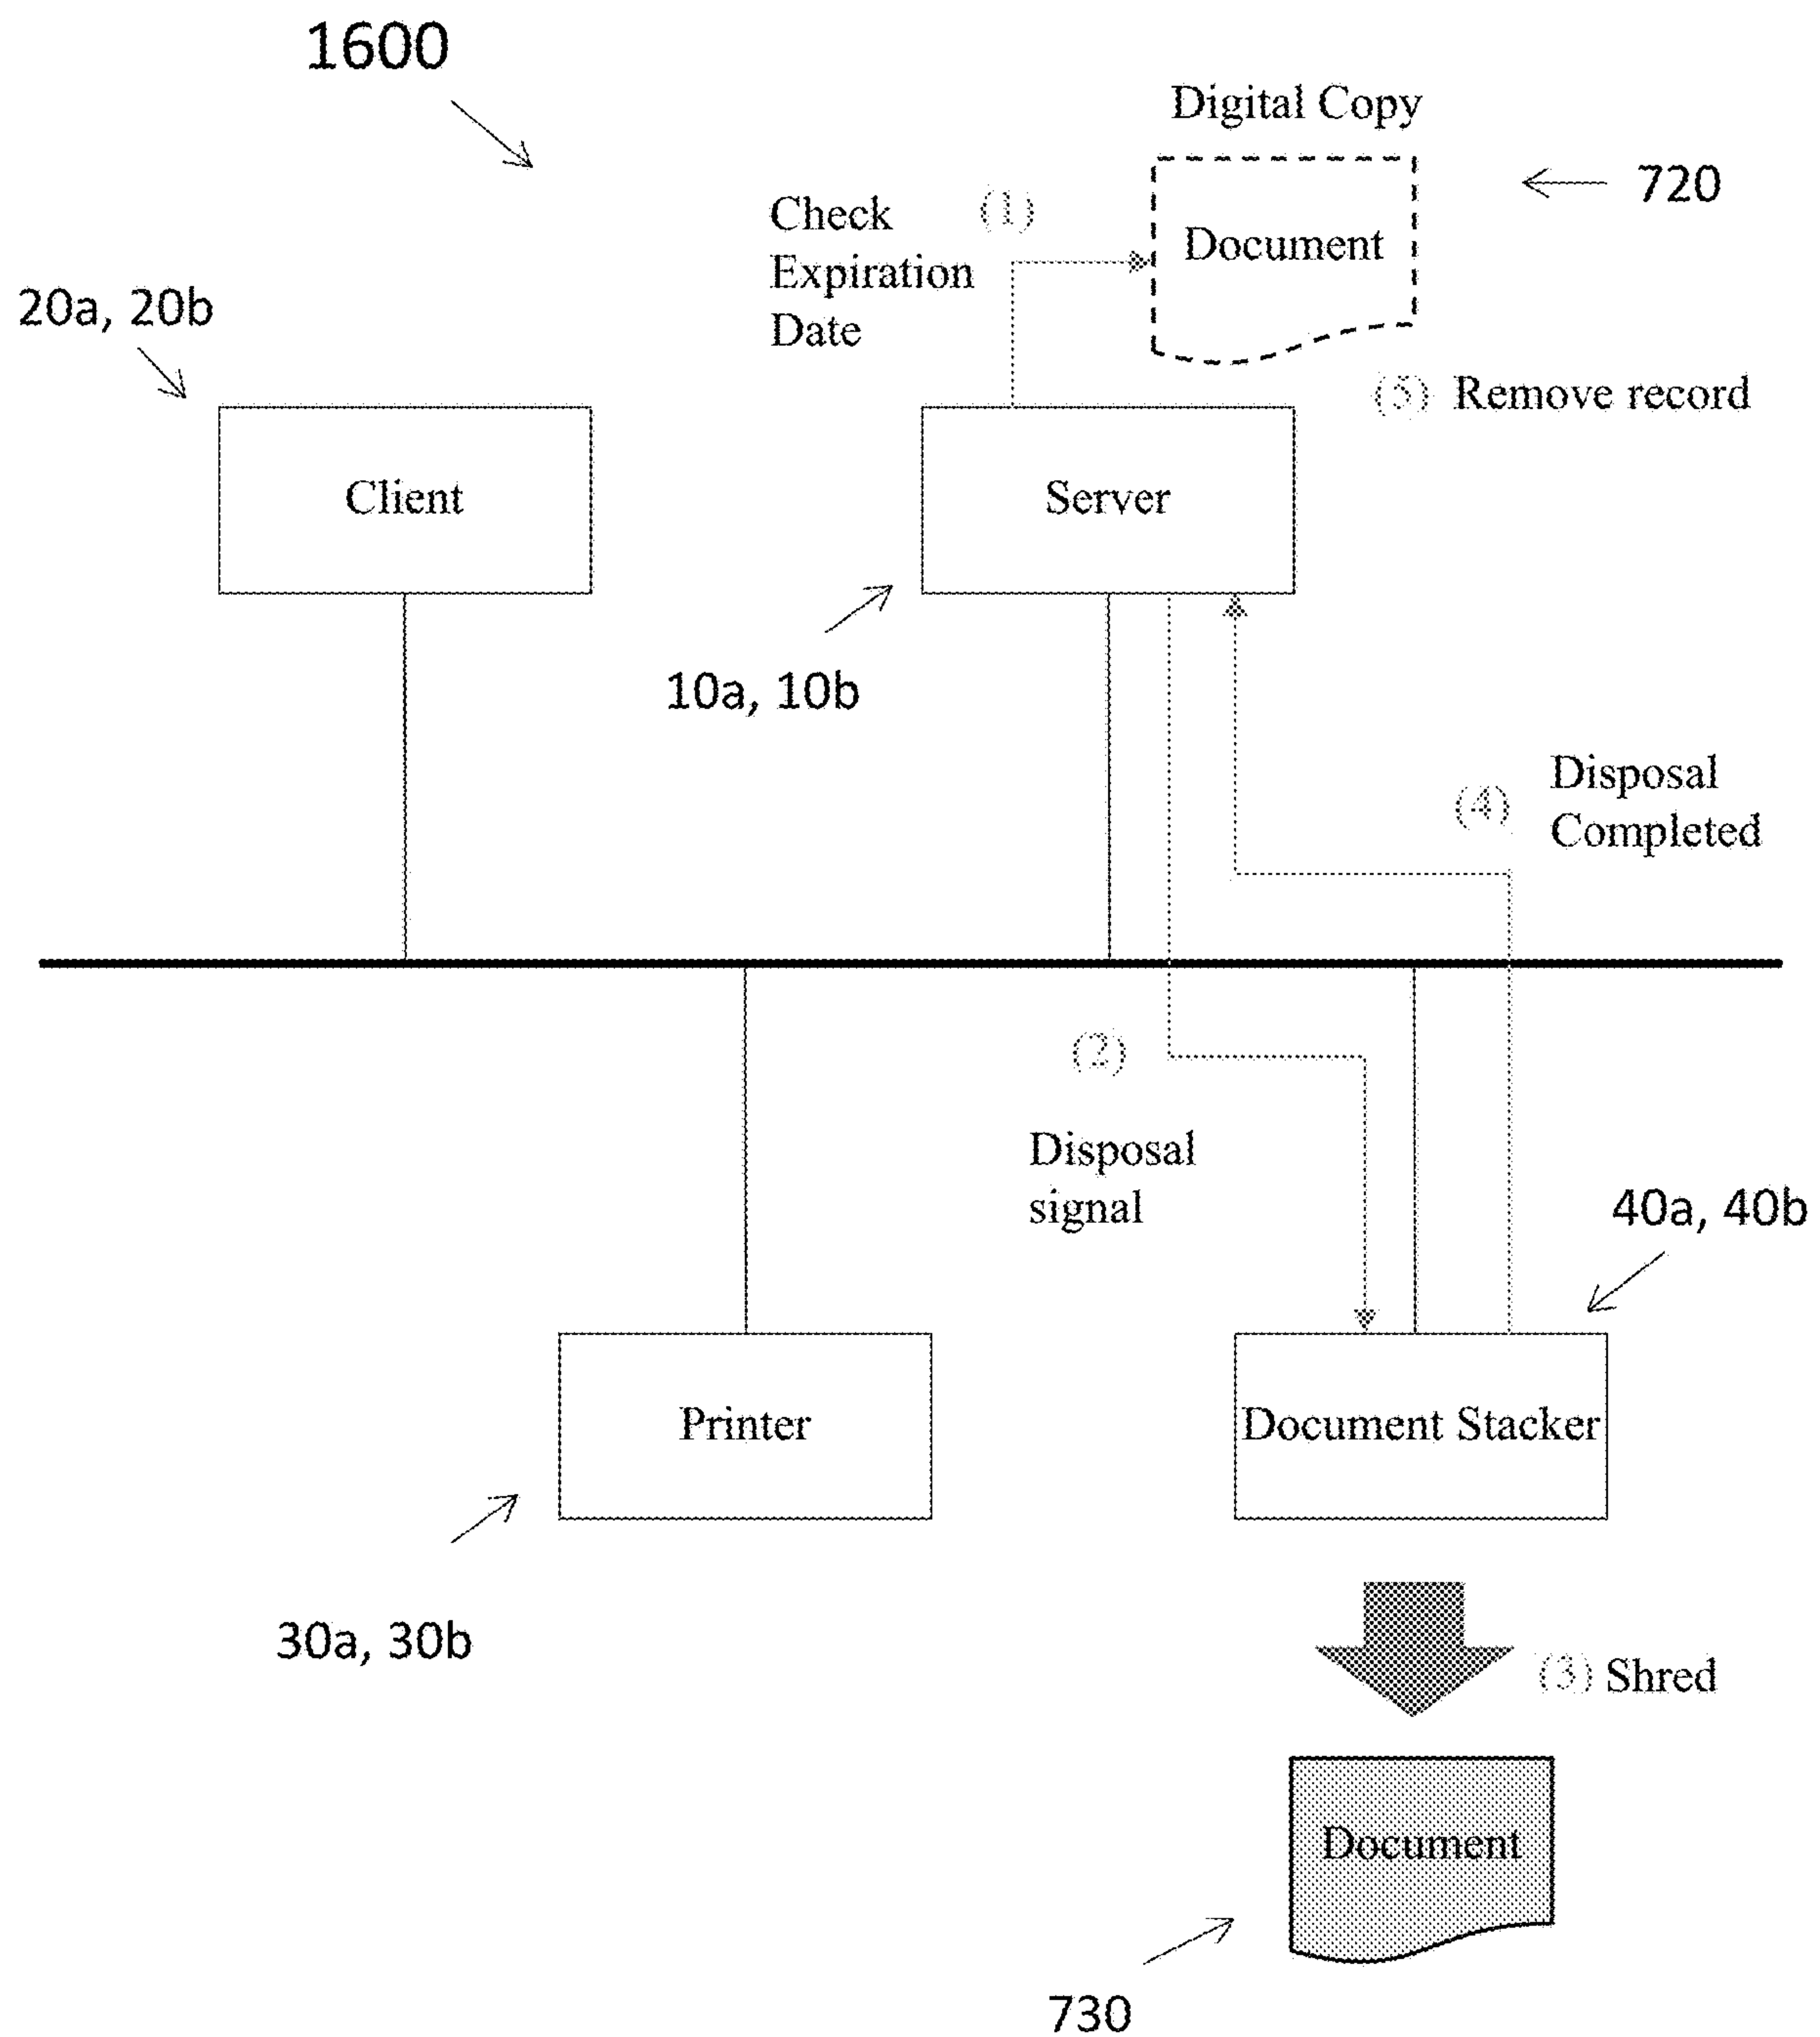 1600
Digital Copy
720
Check (1)
Expiration
Date
Document
20a, 20b
(5) Remove record
Client
Server
10a, 10b
(4) Disposal
Completed
(2)
Disposal
signal
40a, 40b
Printer
Document Stacker
30a, 30b
(3) Shred
Document
730